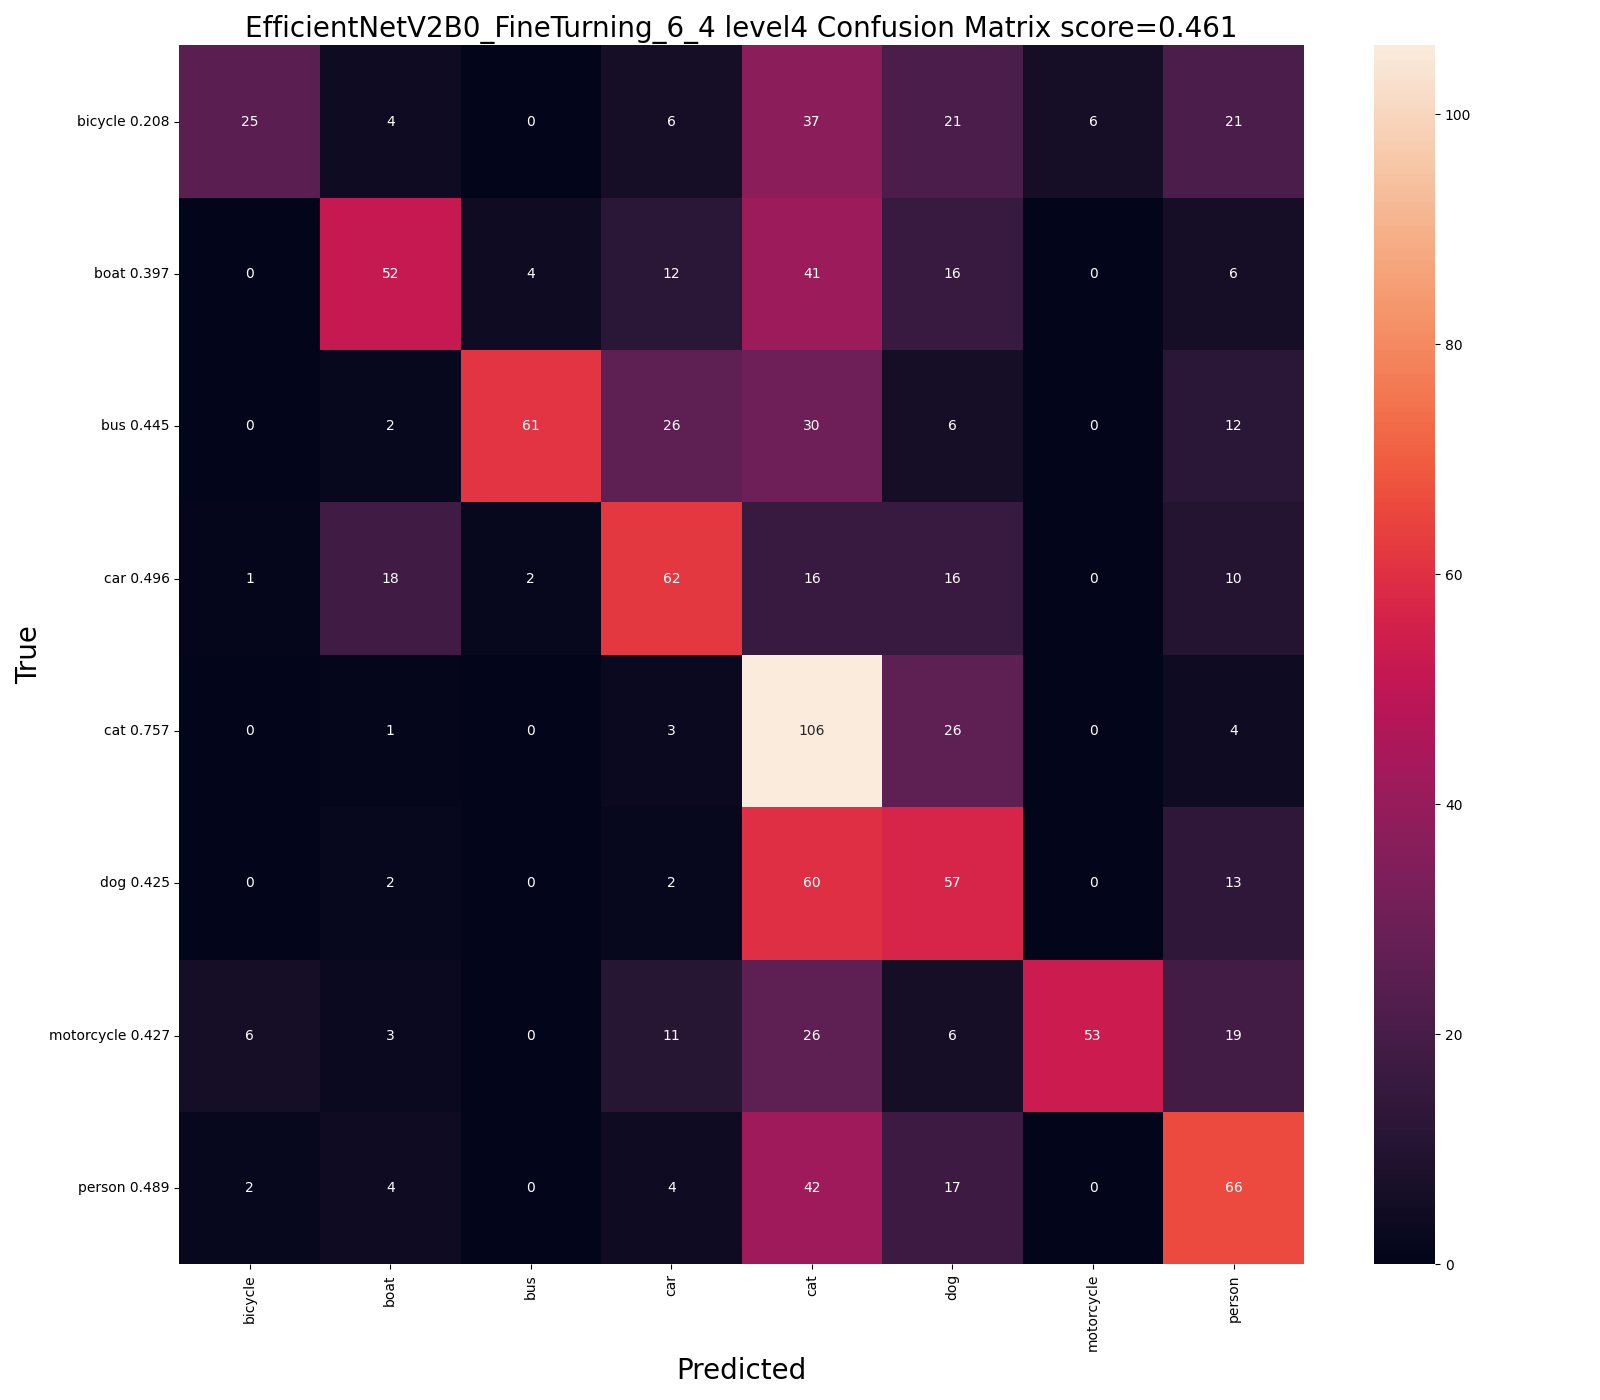 EfficientNetV2B0_FineTurning_6_4 level4 Confusion Matrix score=0.461
True
bicycle 0.208 25 4 0 6 37 21 6 21
boat 0.397 0 52 4 12 41 16 0 6
bus 0.445 0 2 61 26 30 6 0 12
car 0.496 1 18 2 62 16 16 0 10
cat 0.757 0 1 0 3 106 26 0 4
dog 0.425 0 2 0 2 60 57 0 13
motorcycle 0.427 6 3 0 11 26 6 53 19
person 0.489 2 4 0 4 42 17 0 66
bicycle boat bus car cat dog motorcycle person
Predicted
100
80
60
40
20
0